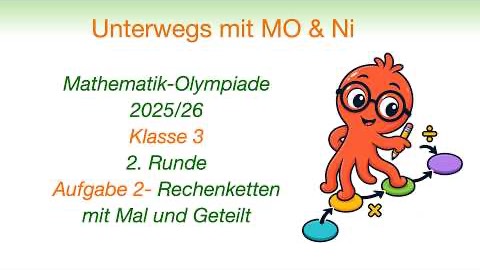 Unterwegs mit MO & Ni
Mathematik-Olympiade
2025/26
Klasse 3
2. Runde
Aufgabe 2- Rechenketten
mit Mal und Geteilt
÷
×